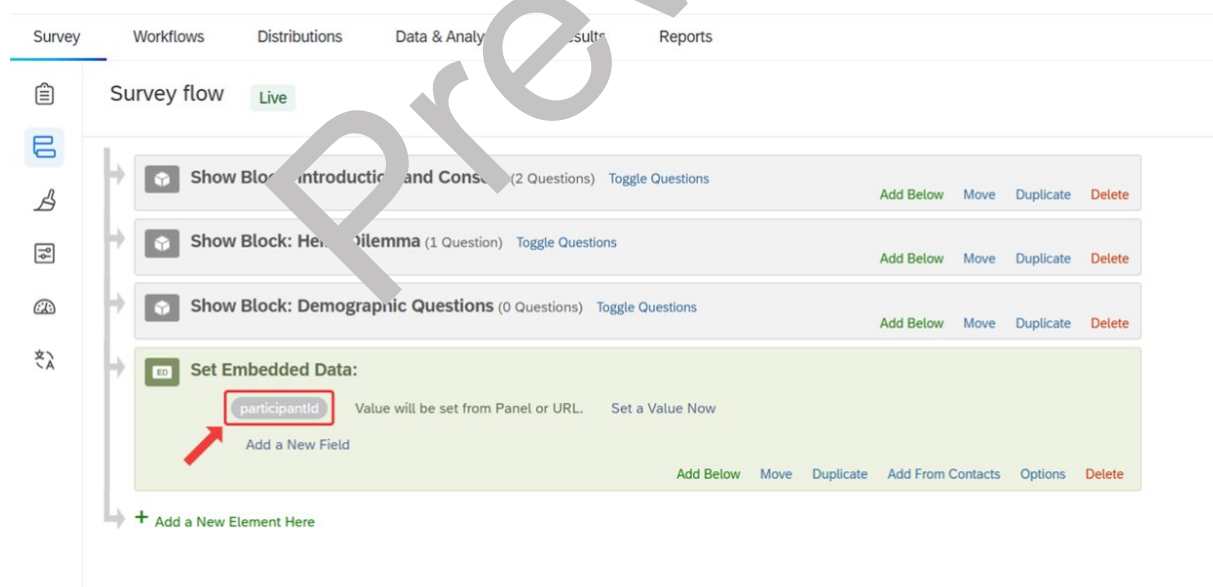 Survey Workflows Distributions Data & Analy sults Reports
Survey flow Live
Show Bloc and Cons (2 Questions) Toggle Questions
Add Below Move Duplicate Delete
Show Block: Dilemma (1 Question) Toggle Questions
Add Below Move Duplicate Delete
Show Block: Demographic Questions (0 Questions) Toggle Questions
Add Below Move Duplicate Delete
ED Set Embedded Data:
participantId Value will be set from Panel or URL. Set a Value Now
Add a New Field
Add Below Move Duplicate Add From Contacts Options Delete
+ Add a New Element Here